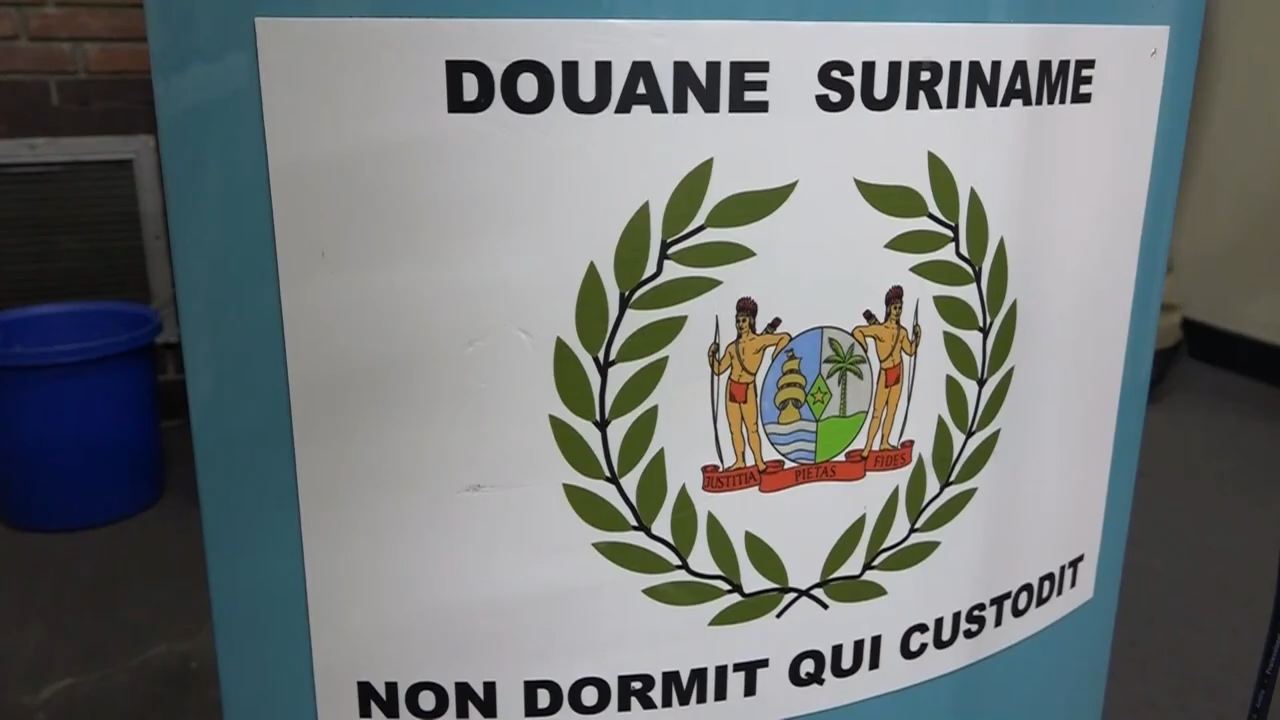 DOUANE SURINAME
JUSTITIA PIETAS FIDES
NON DORMIT QUI CUSTODIT